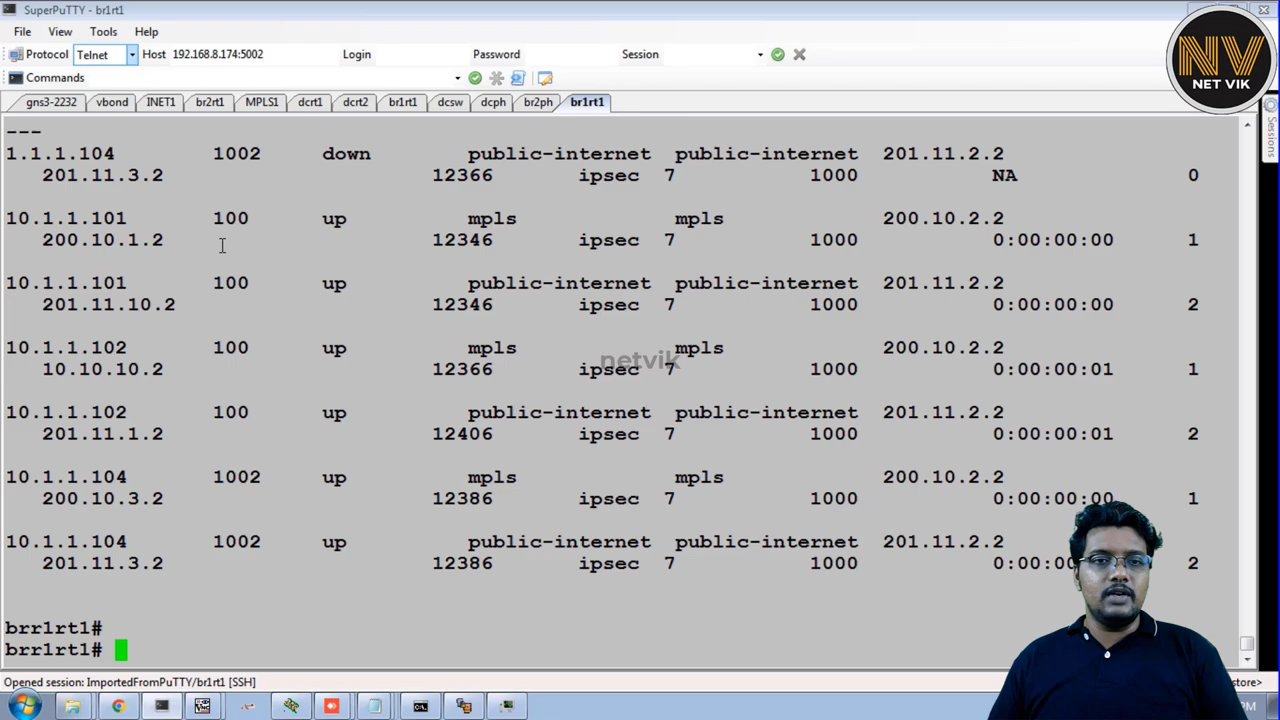 SuperPuTTY - br1rt1
File View Tools Help
Protocol Telnet Host 192.168.8.174:5002 Login Password Session
Commands
gns3-2232 vbond INET1 br2rt1 MPLS1 dcrt1 dcrt2 br1rt1 dcsw dcph br2ph br1rt1
NV
NET VIK
Sessions
---
1.1.1.104 1002 down public-internet public-internet 201.11.2.2
201.11.3.2 12366 ipsec 7 1000 NA 0
10.1.1.101 100 up mpls mpls 200.10.2.2
200.10.1.2 12346 ipsec 7 1000 0:00:00:00 1
10.1.1.101 100 up public-internet public-internet 201.11.2.2
201.11.10.2 12346 ipsec 7 1000 0:00:00:00 2
10.1.1.102 100 up mpls mpls 200.10.2.2
netvik
10.10.10.2 12366 ipsec 7 1000 0:00:00:01 1
10.1.1.102 100 up public-internet public-internet 201.11.2.2
201.11.1.2 12406 ipsec 7 1000 0:00:00:01 2
10.1.1.104 1002 up mpls mpls 200.10.2.2
200.10.3.2 12386 ipsec 7 1000 0:00:00:00 1
10.1.1.104 1002 up public-internet public-internet 201.11.2.2
201.11.3.2 12386 ipsec 7 1000 2
brr1rt1#
brr1rt1#
Opened session: ImportedFromPuTTY/br1rt1 [SSH] store>